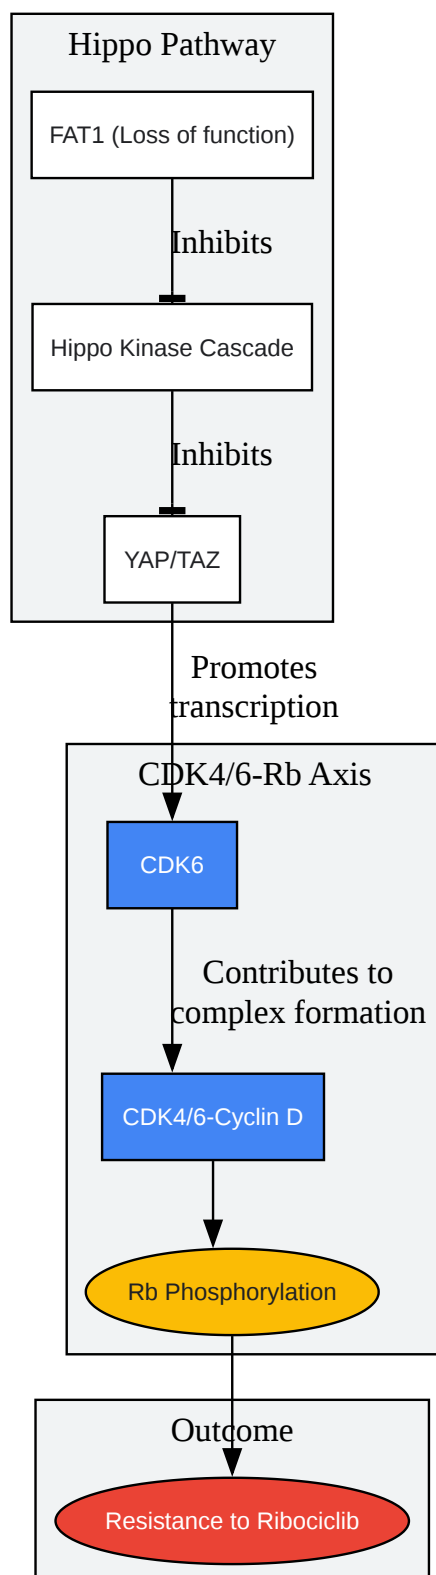 Hippo Pathway
FAT1 (Loss of function)
Inhibits
Hippo Kinase Cascade
Inhibits
YAP/TAZ
Promotes
transcription
CDK4/6-Rb Axis
CDK6
Contributes to
complex formation
CDK4/6-Cyclin D
Rb Phosphorylation
Outcome
Resistance to Ribociclib